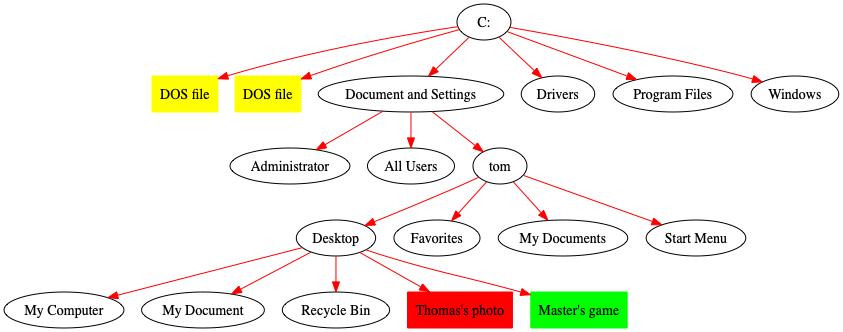 C:
DOS file
DOS file
Document and Settings
Drivers
Program Files
Windows
Administrator
All Users
tom
Desktop
Favorites
My Documents
Start Menu
My Computer
My Document
Recycle Bin
Thomas's photo
Master's game